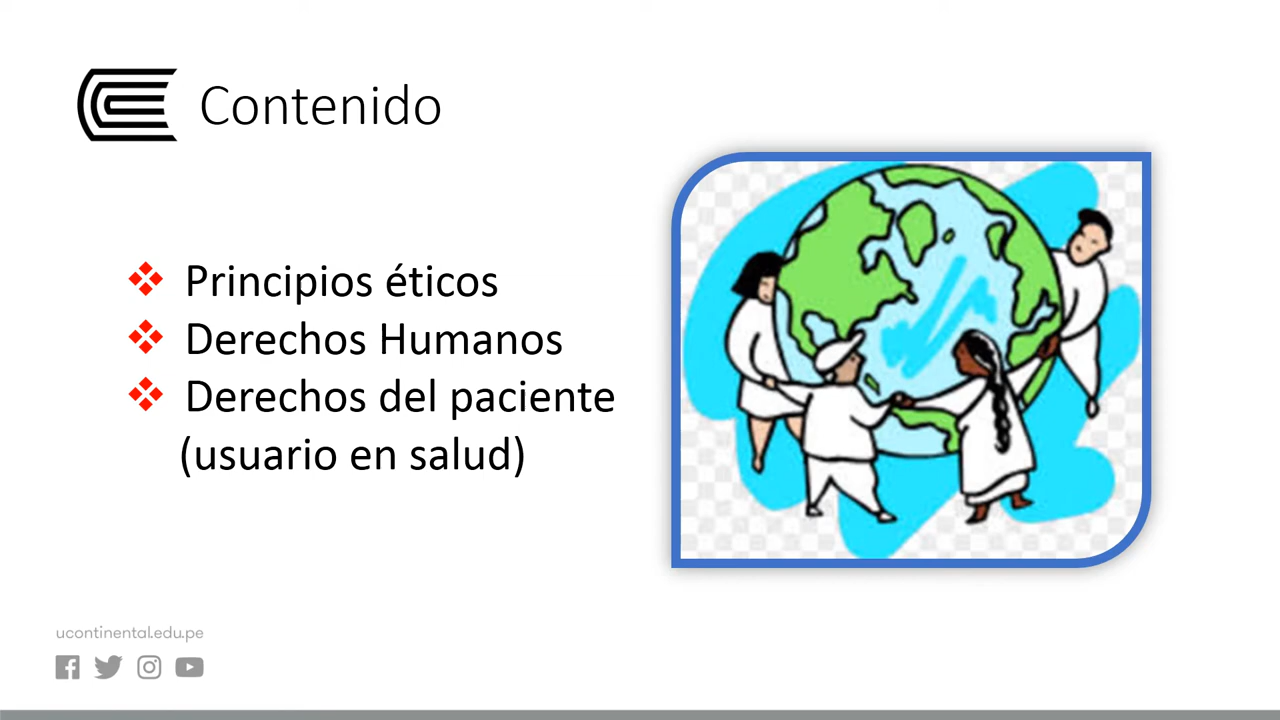 Contenido
Principios éticos
Derechos Humanos
Derechos del paciente
(usuario en salud)
ucontinental.edu.pe